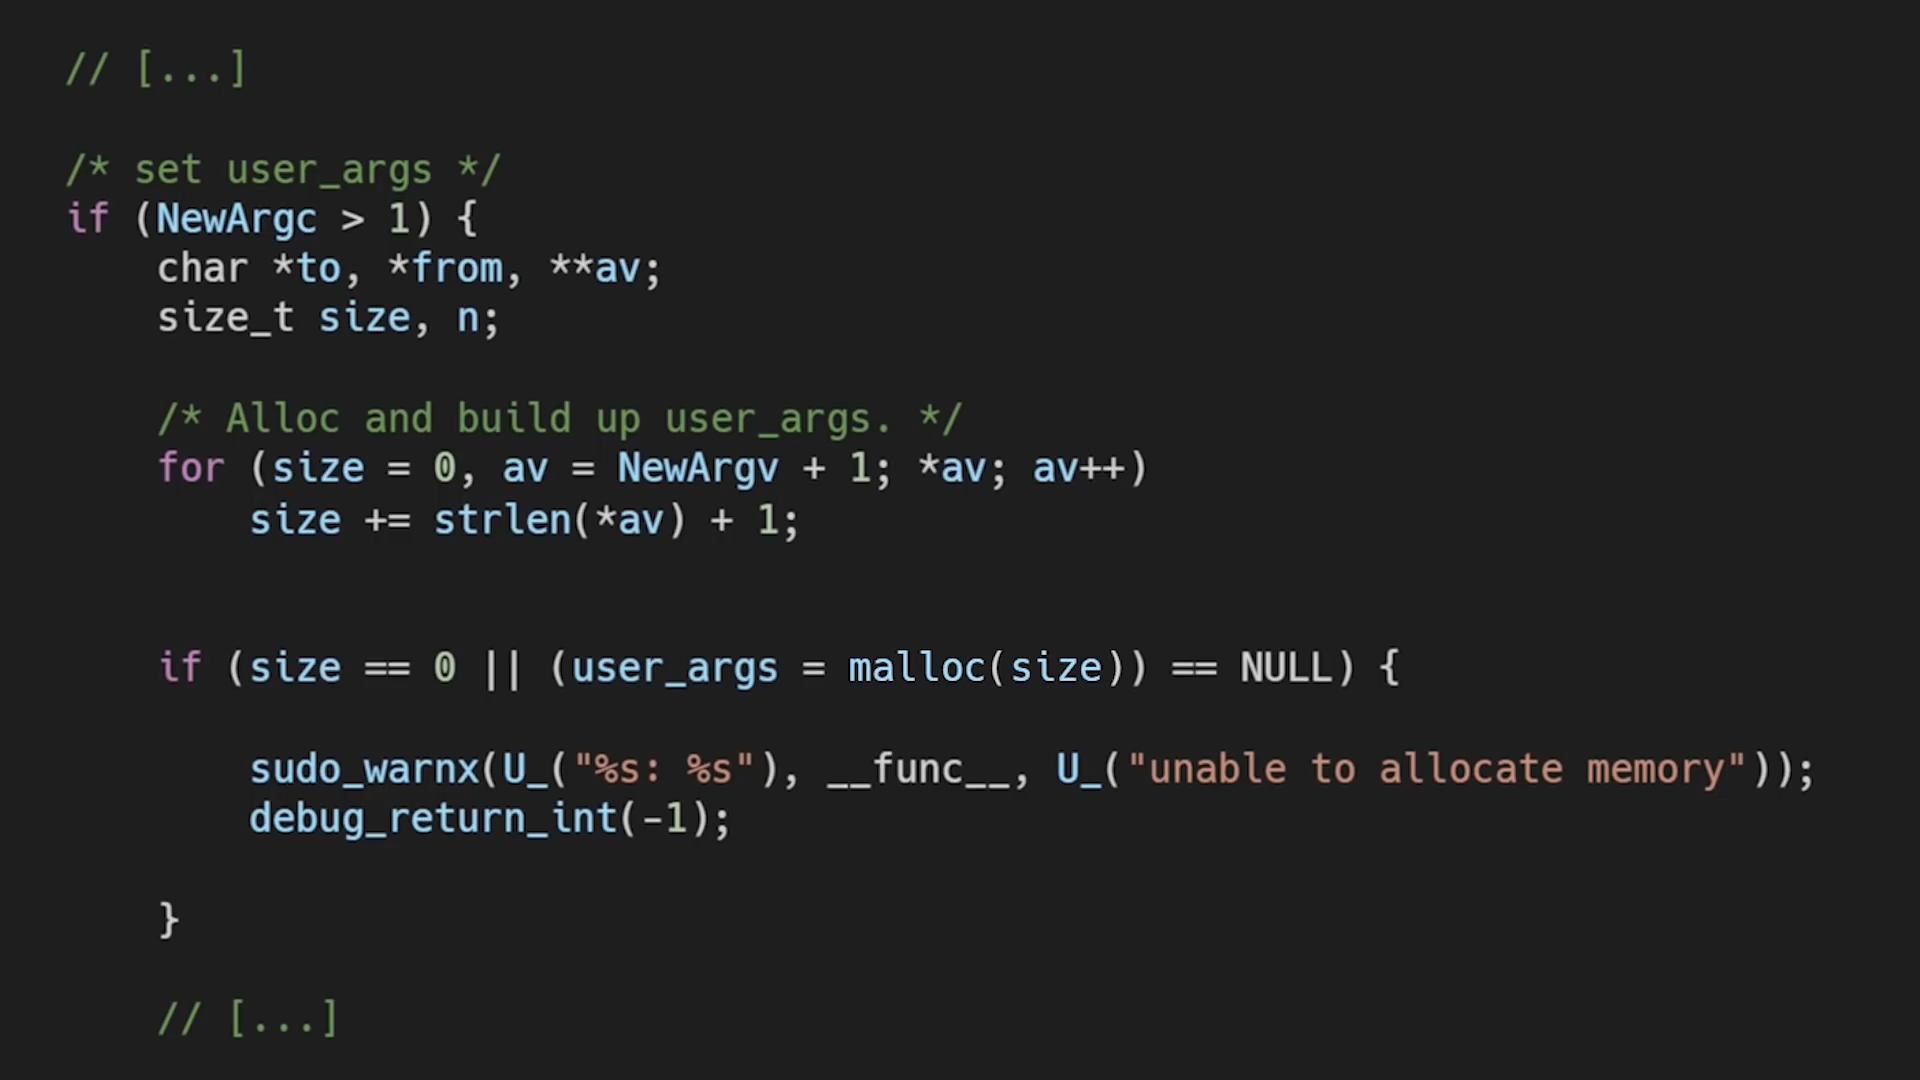 // [...]
/* set user_args */
if (NewArgc > 1) {
char *to, *from, **av;
size_t size, n;
/* Alloc and build up user_args. */
for (size = 0, av = NewArgv + 1; *av; av++)
size += strlen(*av) + 1;
if (size == 0 || (user_args = malloc(size)) == NULL) {
sudo_warnx(U_("%s: %s"), __func__, U_("unable to allocate memory"));
debug_return_int(-1);
}
// [...]